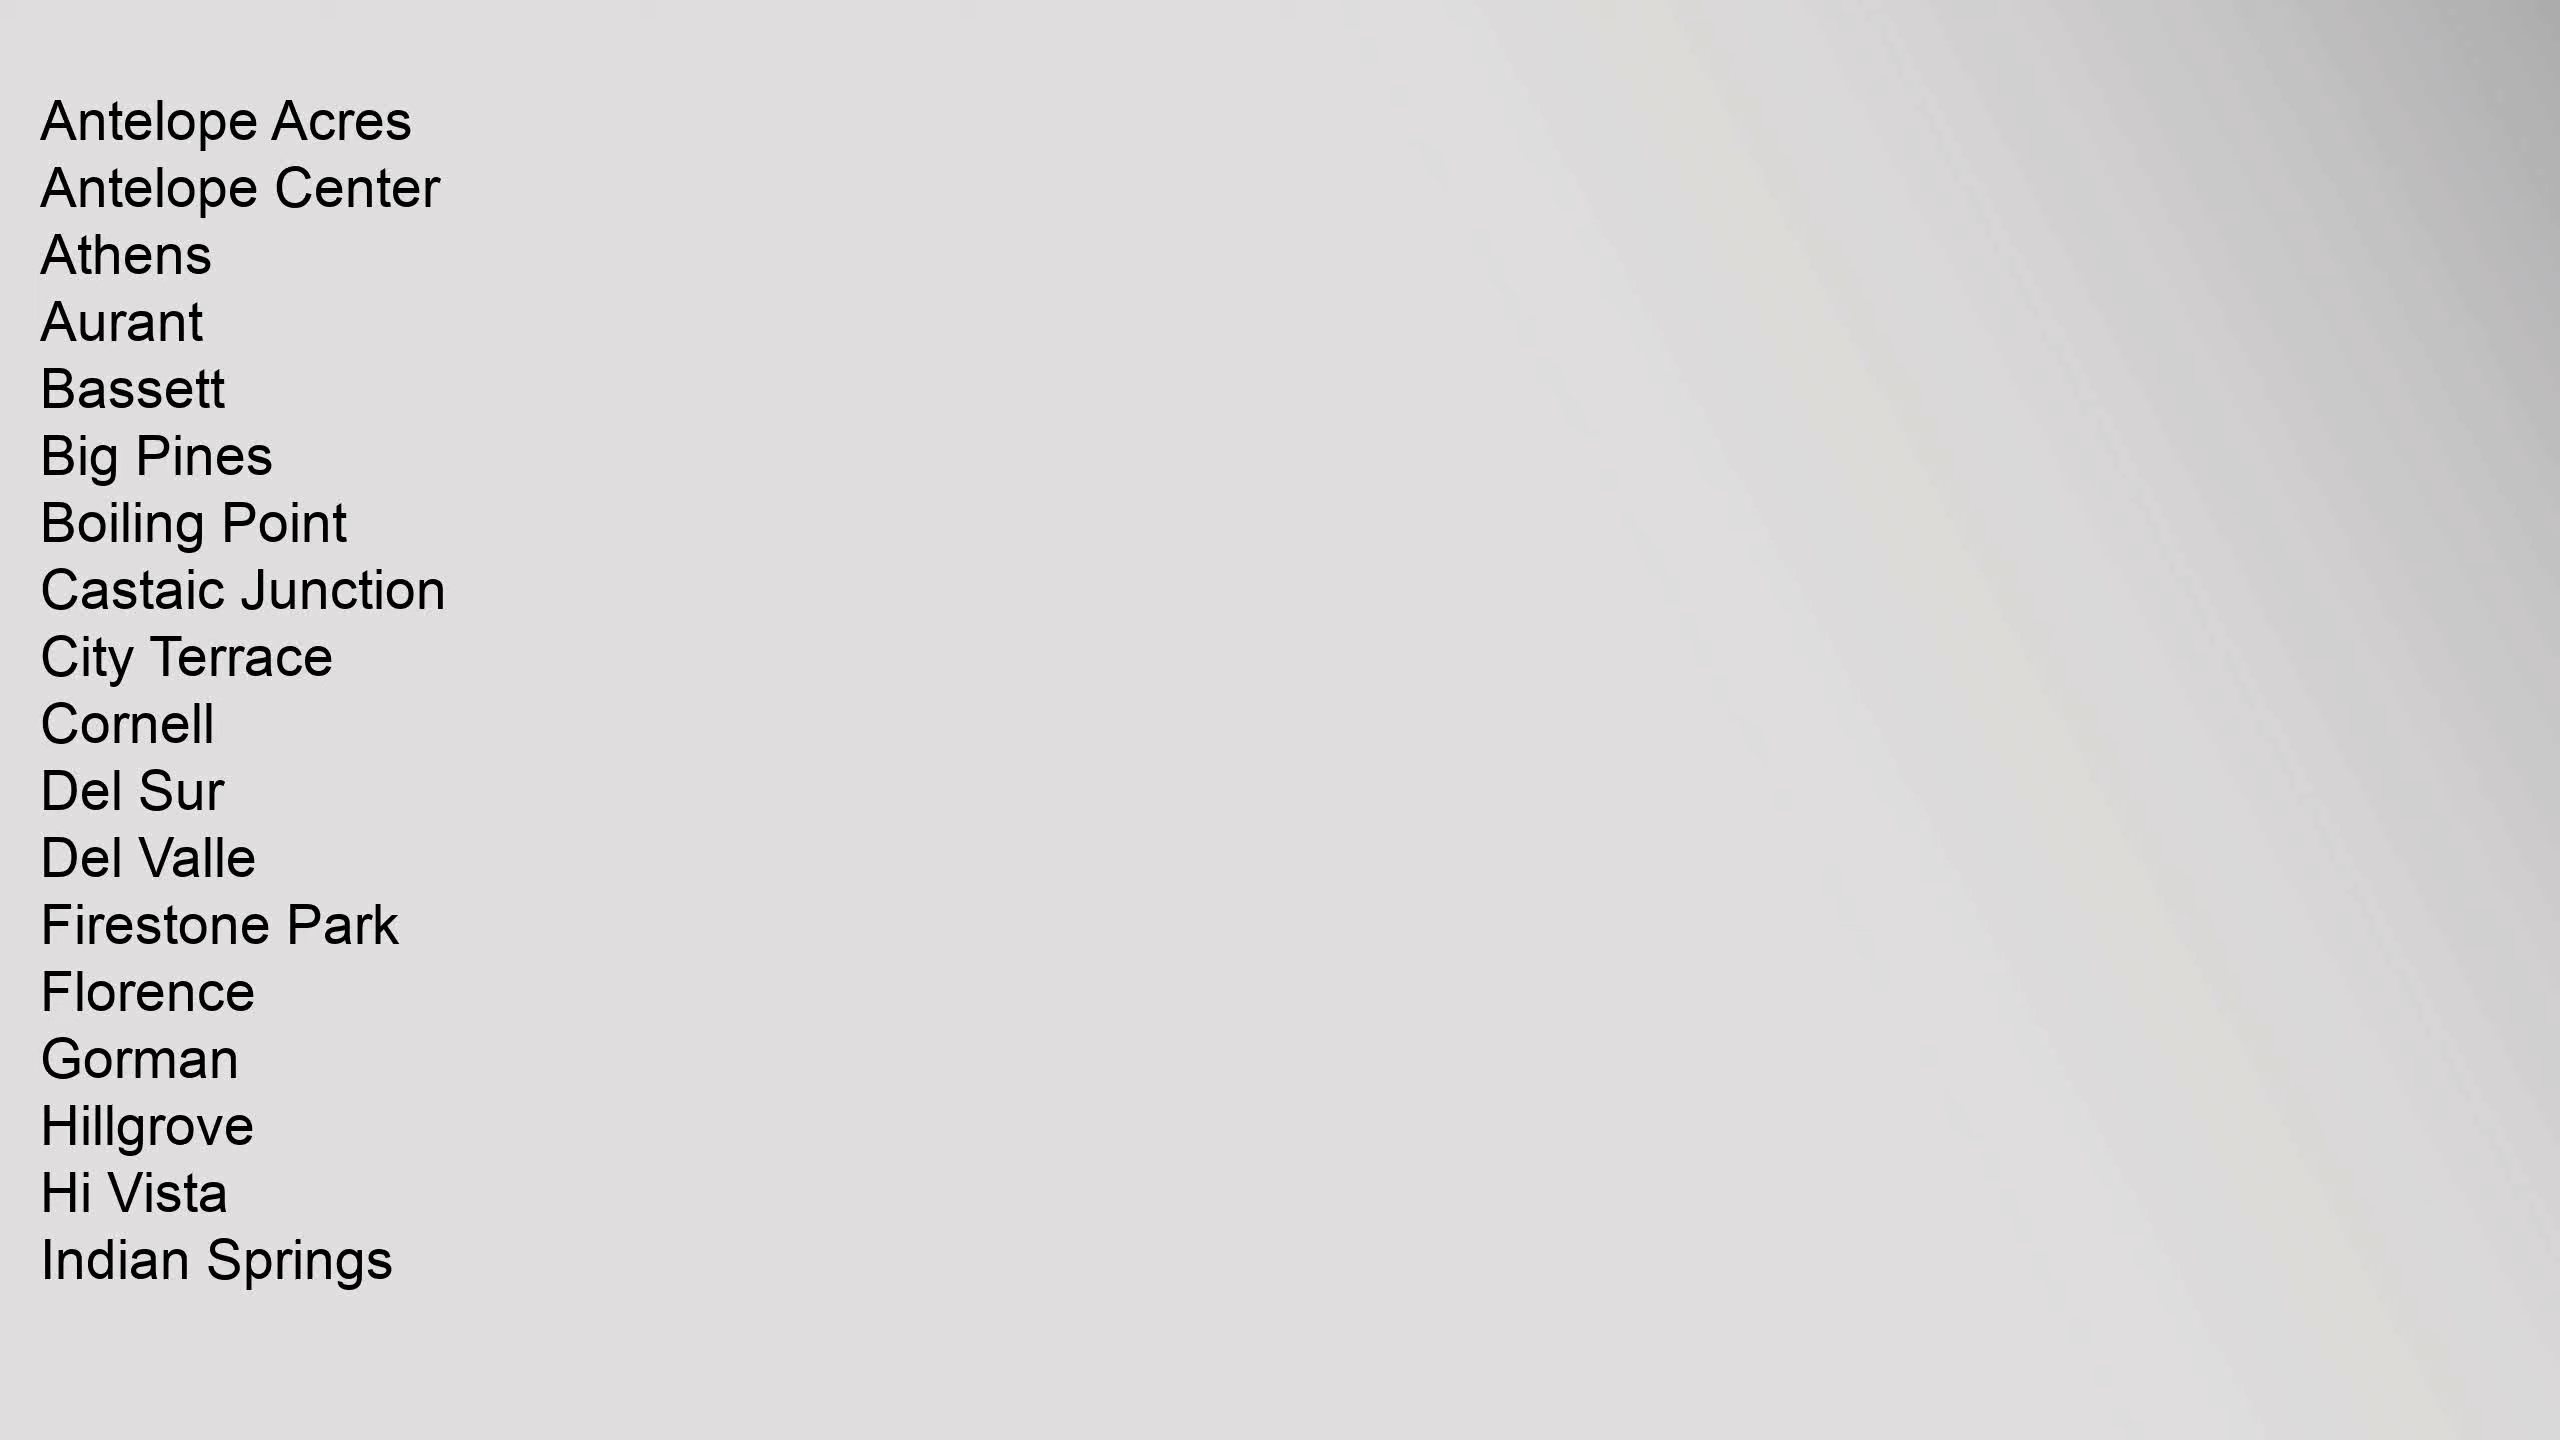 Antelope Acres
Antelope Center
Athens
Aurant
Bassett
Big Pines
Boiling Point
Castaic Junction
City Terrace
Cornell
Del Sur
Del Valle
Firestone Park
Florence
Gorman
Hillgrove
Hi Vista
Indian Springs